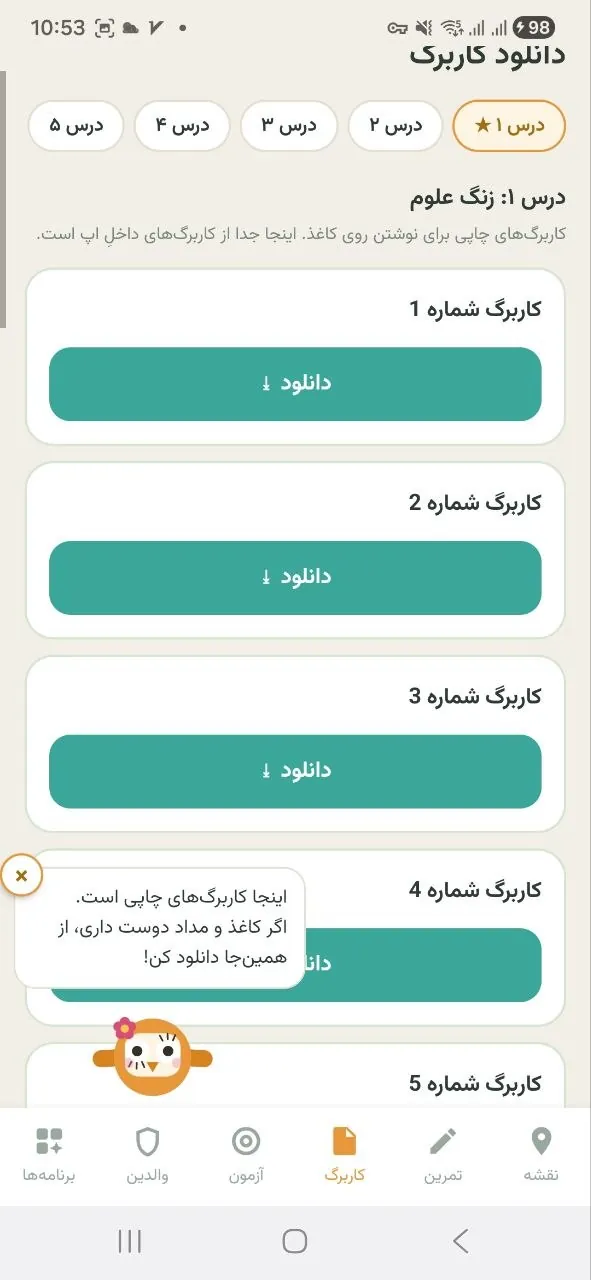 10:53
98
دانلود کاربرگ
درس ۱ ★
درس ۲
درس ۳
درس ۴
درس ۵
درس ۱: زنگ علوم
کاربرگ‌های چاپی برای نوشتن روی کاغذ. اینجا جدا از کاربرگ‌های داخلِ اپ است.
کاربرگ شماره 1
دانلود ⤓
کاربرگ شماره 2
دانلود ⤓
کاربرگ شماره 3
دانلود ⤓
کاربرگ شماره 4
اینجا کاربرگ‌های چاپی است.
اگر کاغذ و مداد دوست داری، از
همین‌جا دانلود کن!
کاربرگ شماره 5
نقشه
تمرین
کاربرگ
آزمون
والدین
برنامه‌ها